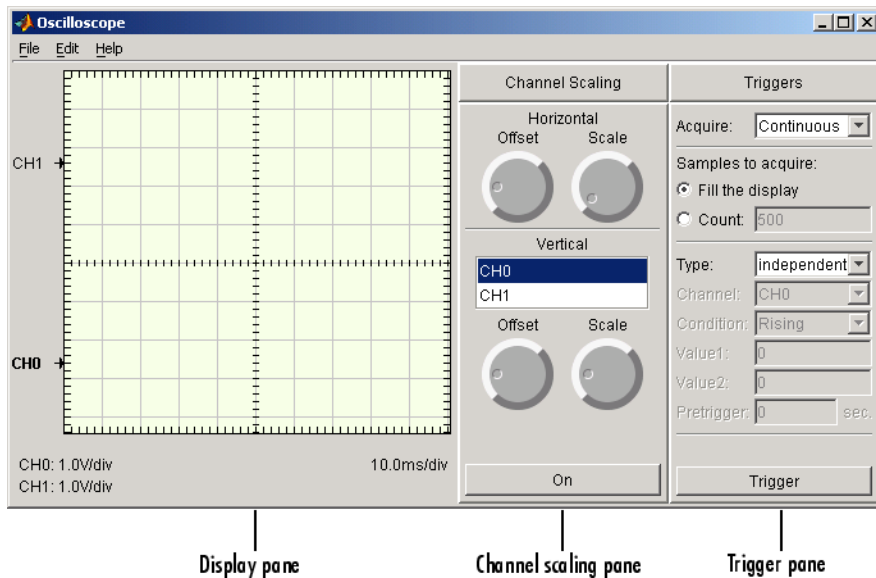 Oscilloscope
File Edit Help
CH1
CH0
CH0: 1.0V/div
10.0ms/div
CH1: 1.0V/div
Channel Scaling
Horizontal
Offset Scale
Vertical
CH0
CH1
Offset Scale
On
Triggers
Acquire: Continuous
Samples to acquire:
Fill the display
Count: 500
Type: independent
Channel: CH0
Condition: Rising
Value1: 0
Value2: 0
Pretrigger: 0 sec.
Trigger
Display pane
Channel scaling pane
Trigger pane